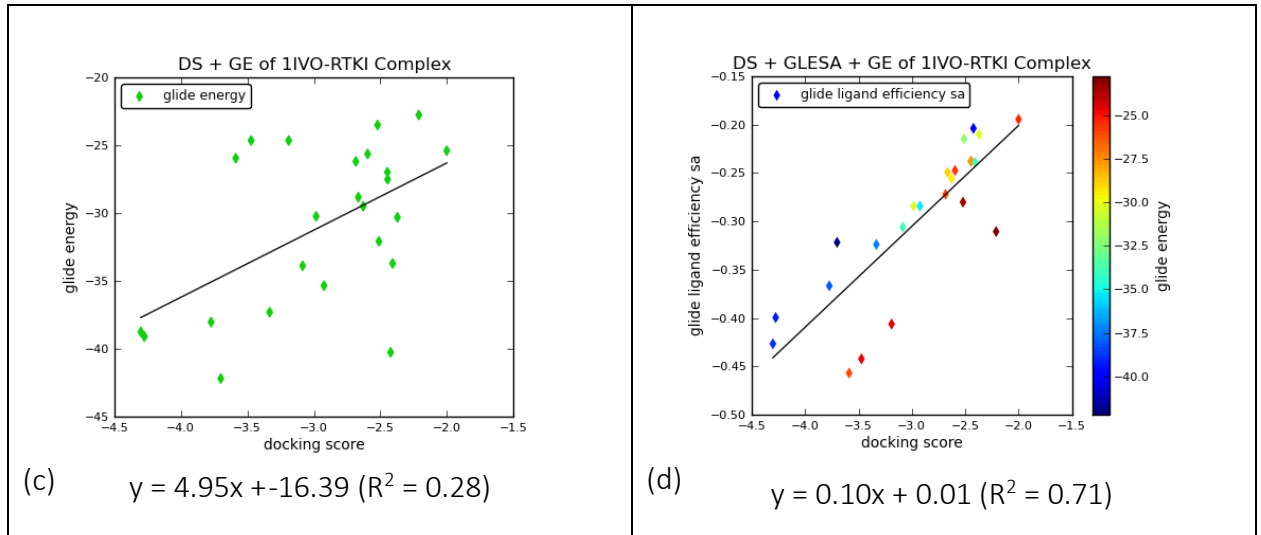 DS + GE of 1IVO-RTKI Complex
glide energy
−20
−25
−30
−35
−40
−45
glide energy
−4.5 −4.0 −3.5 −3.0 −2.5 −2.0 −1.5
docking score
(c) y = 4.95x +-16.39 (R² = 0.28)
DS + GLESA + GE of 1IVO-RTKI Complex
glide ligand efficiency sa
−0.15
−0.20
−0.25
−0.30
−0.35
−0.40
−0.45
−0.50
glide ligand efficiency sa
−4.5 −4.0 −3.5 −3.0 −2.5 −2.0 −1.5
docking score
−25.0
−27.5
−30.0
−32.5
−35.0
−37.5
−40.0
glide energy
(d) y = 0.10x + 0.01 (R² = 0.71)